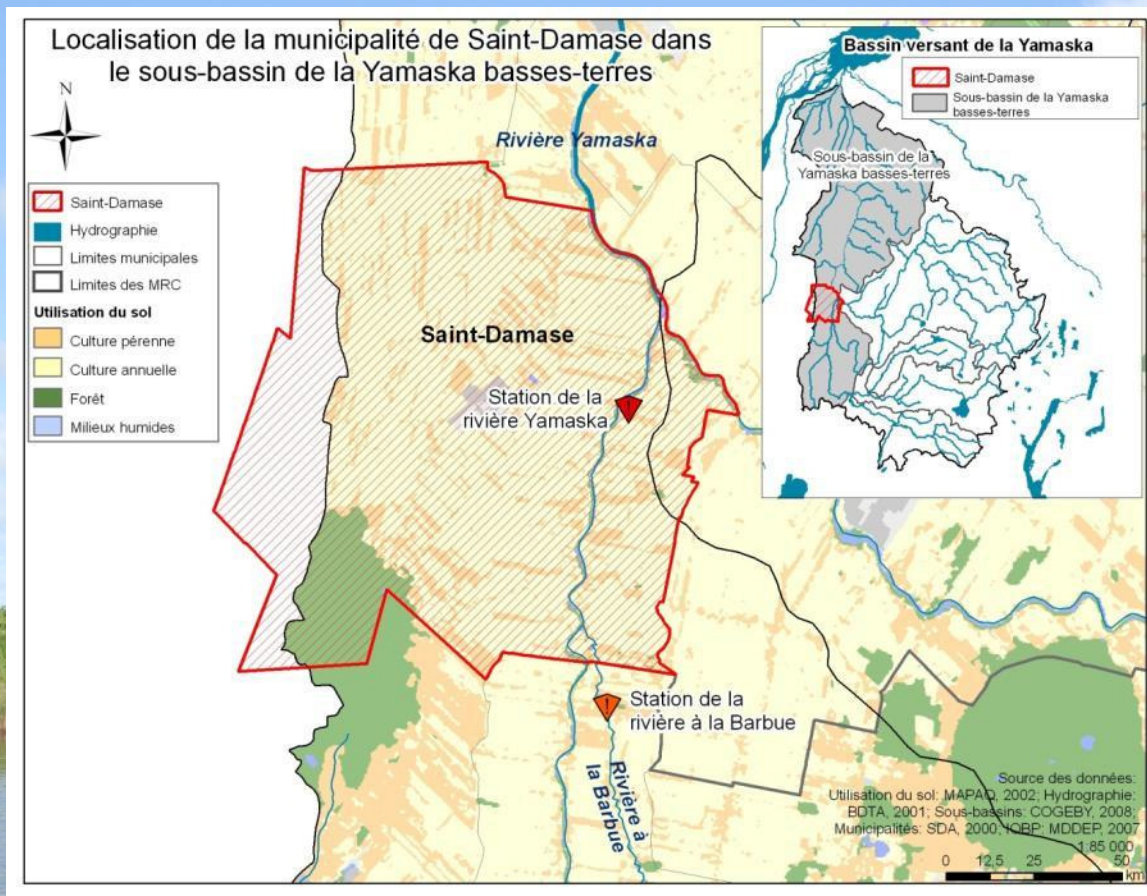 Localisation de la municipalité de Saint-Damase dans
le sous-bassin de la Yamaska basses-terres
N
Saint-Damase
Hydrographie
Limites municipales
Limites des MRC
Utilisation du sol
Culture pérenne
Culture annuelle
Forêt
Milieux humides
Rivière Yamaska
Saint-Damase
Station de la
rivière Yamaska
!
!
Station de la
rivière à la Barbue
Rivière à
la Barbue
Bassin versant de la Yamaska
Saint-Damase
Sous-bassin de la Yamaska
basses-terres
Sous-bassin de la
Yamaska basses-terres
Source des données:
Utilisation du sol: MAPAQ, 2002; Hydrographie:
BDTA, 2001; Sous-bassins: COGEBY, 2008;
Municipalités: SDA, 2000; IQBP: MDDEP, 2007
1:85 000
0 12,5 25 50
km